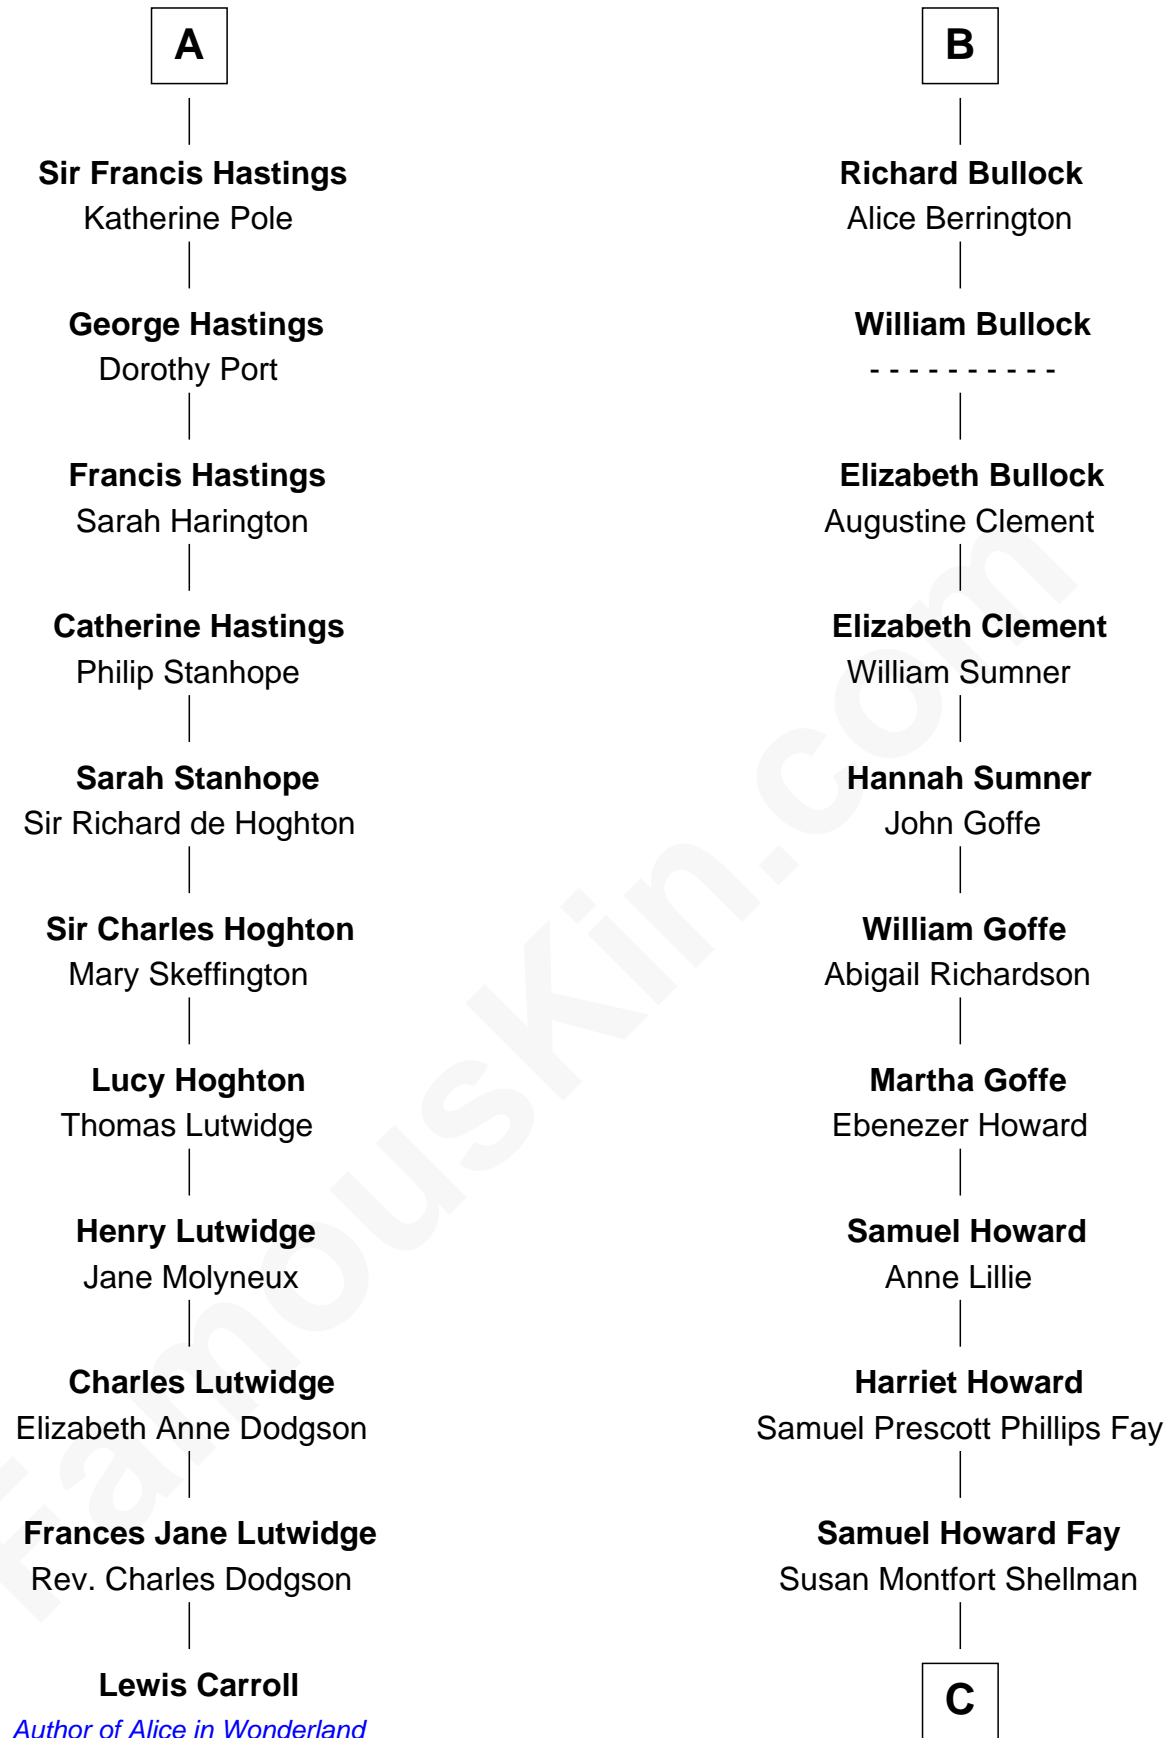 A
Sir Francis Hastings
Katherine Pole
George Hastings
Dorothy Port
Francis Hastings
Sarah Harington
Catherine Hastings
Philip Stanhope
Sarah Stanhope
Sir Richard de Hoghton
Sir Charles Hoghton
Mary Skeffington
Lucy Hoghton
Thomas Lutwidge
Henry Lutwidge
Jane Molyneux
Charles Lutwidge
Elizabeth Anne Dodgson
Frances Jane Lutwidge
Rev. Charles Dodgson
Lewis Carroll
Author of Alice in Wonderland
B
Richard Bullock
Alice Berrington
William Bullock
- - - - - - - - - -
Elizabeth Bullock
Augustine Clement
Elizabeth Clement
William Sumner
Hannah Sumner
John Goffe
William Goffe
Abigail Richardson
Martha Goffe
Ebenezer Howard
Samuel Howard
Anne Lillie
Harriet Howard
Samuel Prescott Phillips Fay
Samuel Howard Fay
Susan Montfort Shellman
C
FamousKin.com